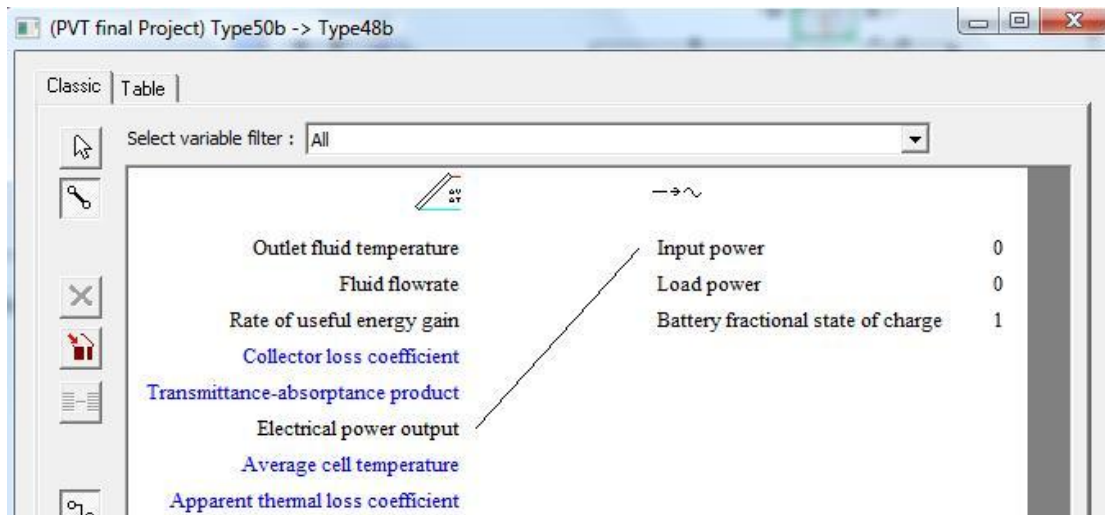 (PVT final Project) Type50b -> Type48b
Classic Table
Select variable filter : All
Outlet fluid temperature Input power 0
Fluid flowrate Load power 0
Rate of useful energy gain Battery fractional state of charge 1
Collector loss coefficient
Transmittance-absorptance product
Electrical power output
Average cell temperature
Apparent thermal loss coefficient